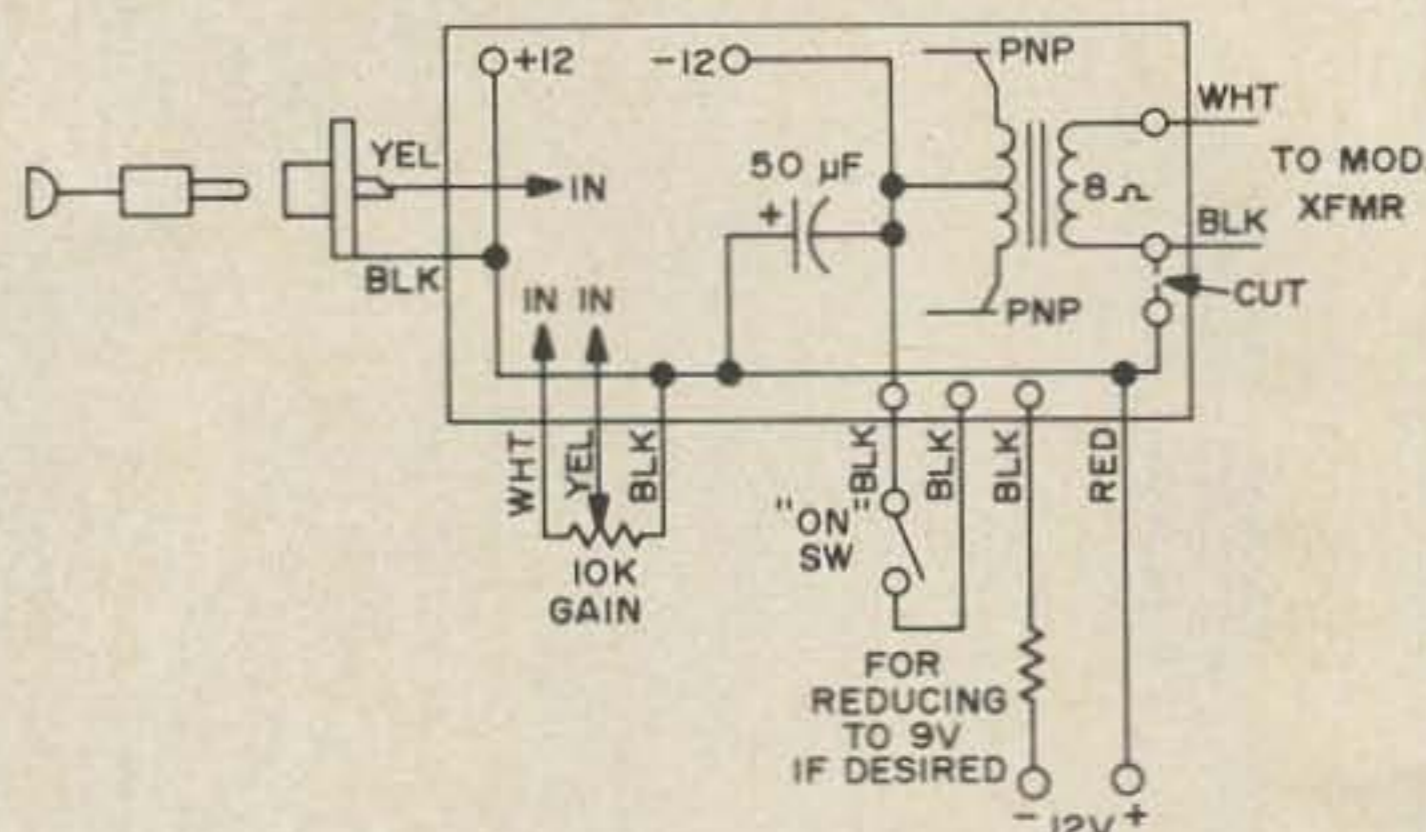 +12
-12
PNP
WHT
YEL
IN
50 µF
+
8Ω
TO MOD
XFMR
BLK
BLK
IN IN
PNP
CUT
WHT
YEL
BLK
BLK
BLK
BLK
RED
"ON"
SW
10K
GAIN
FOR
REDUCING
TO 9V
IF DESIRED
- 12V +